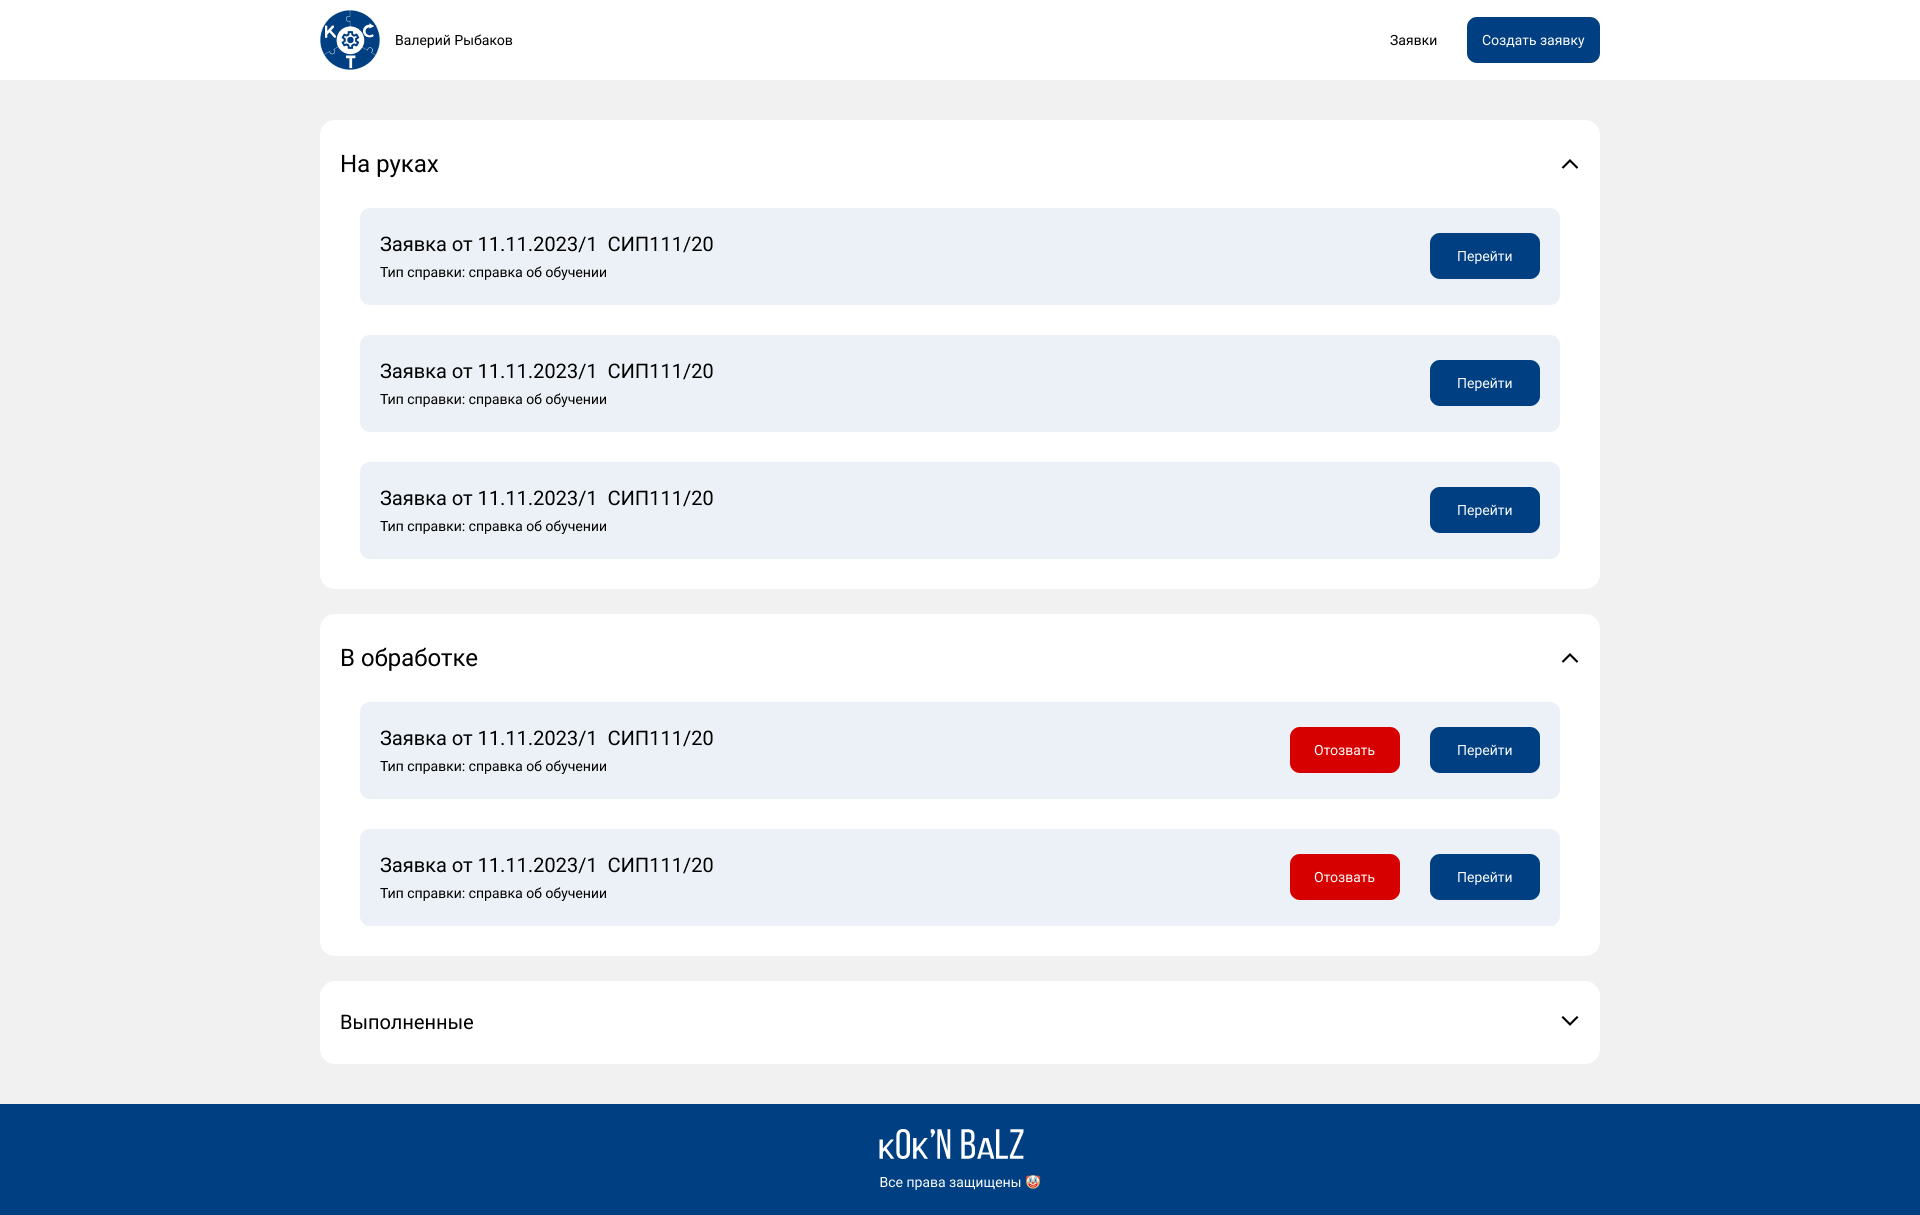 КСТ
Валерий Рыбаков
Заявки
Создать заявку
На руках
Заявка от 11.11.2023/1 СИП111/20
Тип справки: справка об обучении
Перейти
Заявка от 11.11.2023/1 СИП111/20
Тип справки: справка об обучении
Перейти
Заявка от 11.11.2023/1 СИП111/20
Тип справки: справка об обучении
Перейти
В обработке
Заявка от 11.11.2023/1 СИП111/20
Тип справки: справка об обучении
Отозвать
Перейти
Заявка от 11.11.2023/1 СИП111/20
Тип справки: справка об обучении
Отозвать
Перейти
Выполненные
кОк’N BаLZ
Все права защищены 🤡